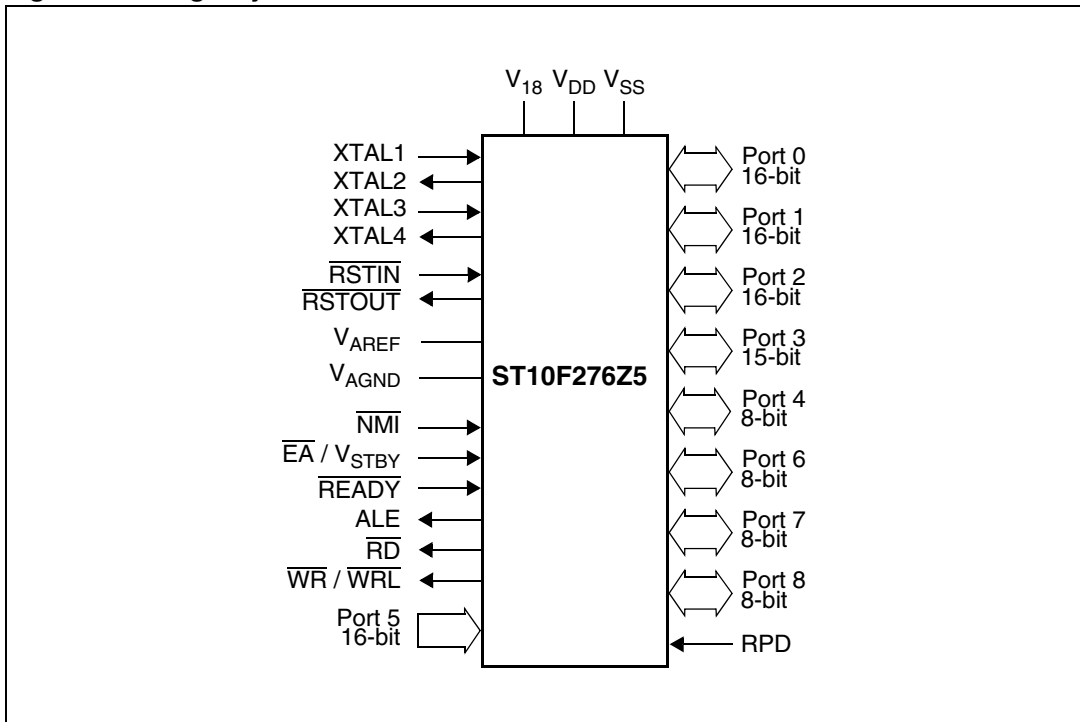 V18 VDD VSS
XTAL1
XTAL2
XTAL3
XTAL4
RSTIN
RSTOUT
VAREF
VAGND
NMI
EA / VSTBY
READY
ALE
RD
WR / WRL
Port 5
16-bit
ST10F276Z5
Port 0
16-bit
Port 1
16-bit
Port 2
16-bit
Port 3
15-bit
Port 4
8-bit
Port 6
8-bit
Port 7
8-bit
Port 8
8-bit
RPD